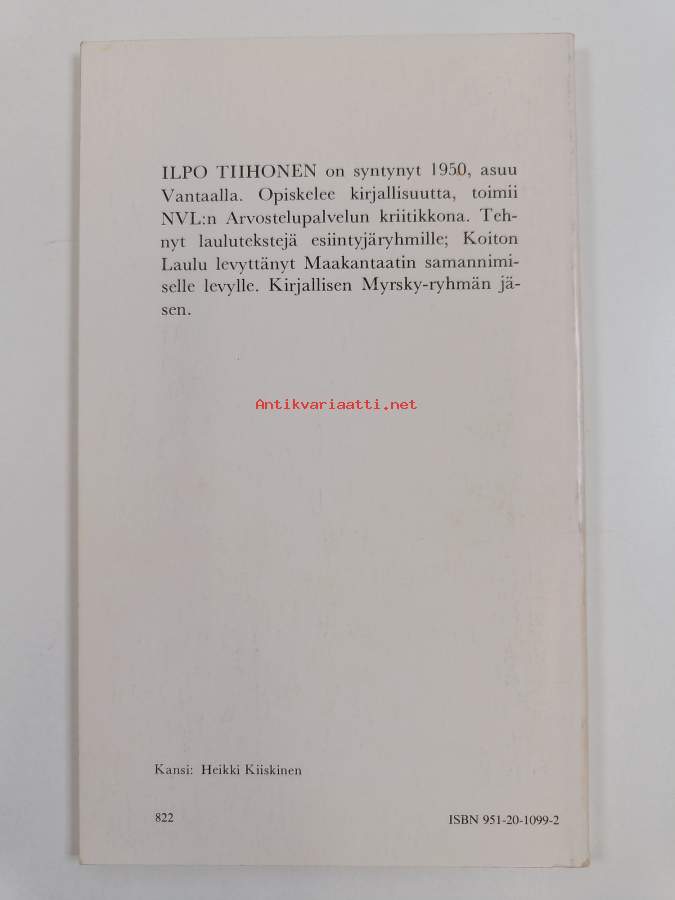 ILPO TIIHONEN on syntynyt 1950, asuu
Vantaalla. Opiskelee kirjallisuutta, toimii
NVL:n Arvostelupalvelun kriitikkona. Teh-
nyt laulutekstejä esiintyjäryhmille; Koiton
Laulu levyttänyt Maakantaatin samannimi-
selle levylle. Kirjallisen Myrsky-ryhmän jä-
sen.
Antikvariaatti.net
Kansi: Heikki Kiiskinen
822
ISBN 951-20-1099-2